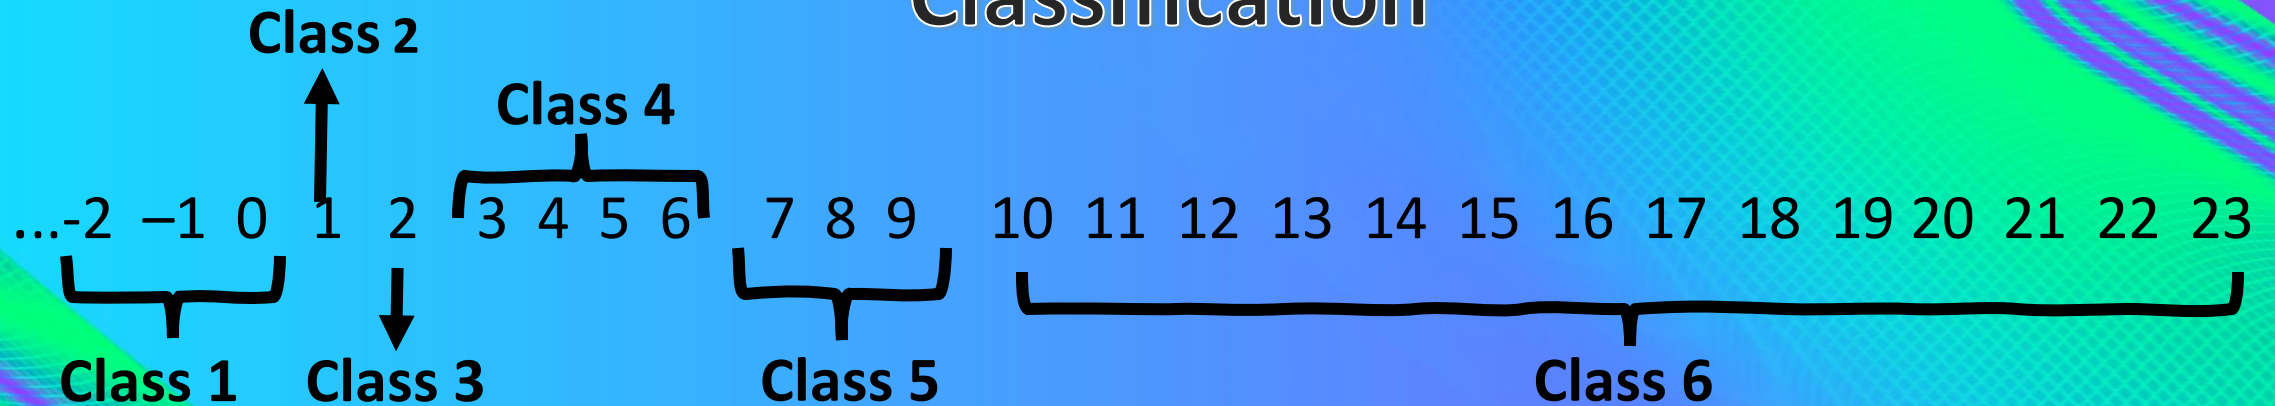 Classification
Class 2
Class 4
...-2 –1 0 1 2 3 4 5 6 7 8 9 10 11 12 13 14 15 16 17 18 19 20 21 22 23
Class 1 Class 3 Class 5 Class 6